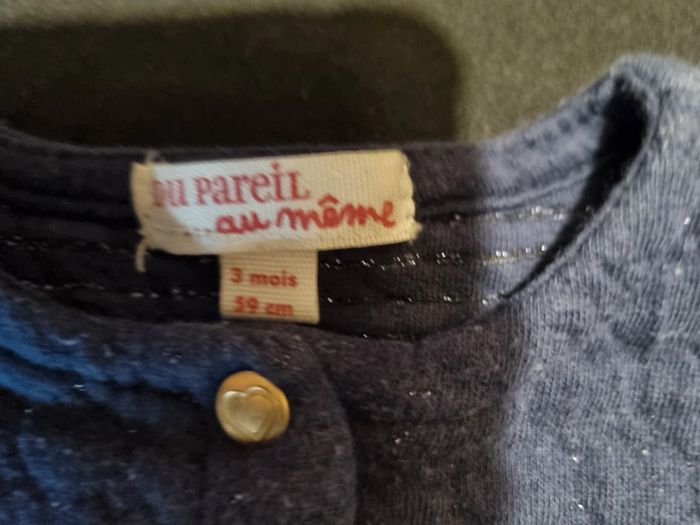 DU PAREIL
...au même
3 mois
59 cm